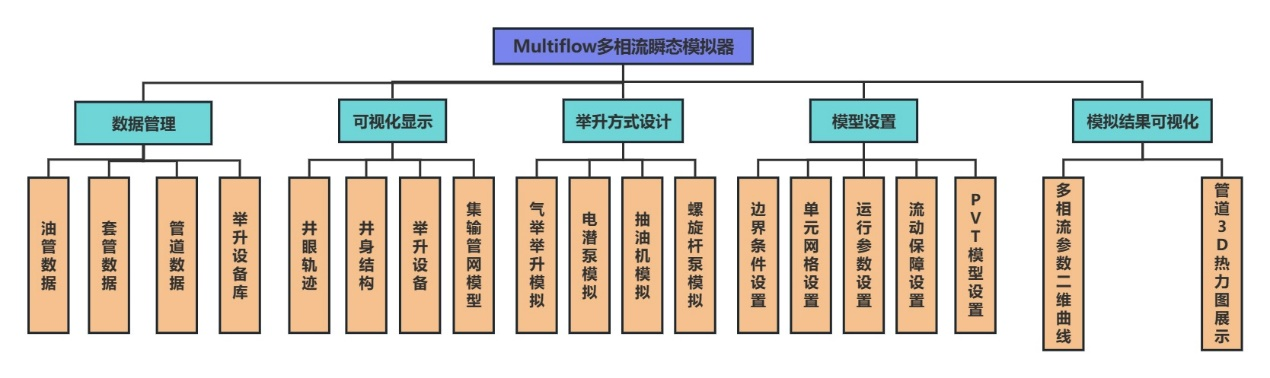 Multiflow多相流瞬态模拟器
数据管理
可视化显示
举升方式设计
模型设置
模拟结果可视化
油管数据
套管数据
管道数据
举升设备库
井眼轨迹
井身结构
举升设备
集输管网模型
气举举升模拟
电潜泵模拟
抽油机模拟
螺旋杆泵模拟
边界条件设置
单元网格设置
运行参数设置
流动保障设置
PVT模型设置
多相流参数二维曲线
管道3D热力图展示